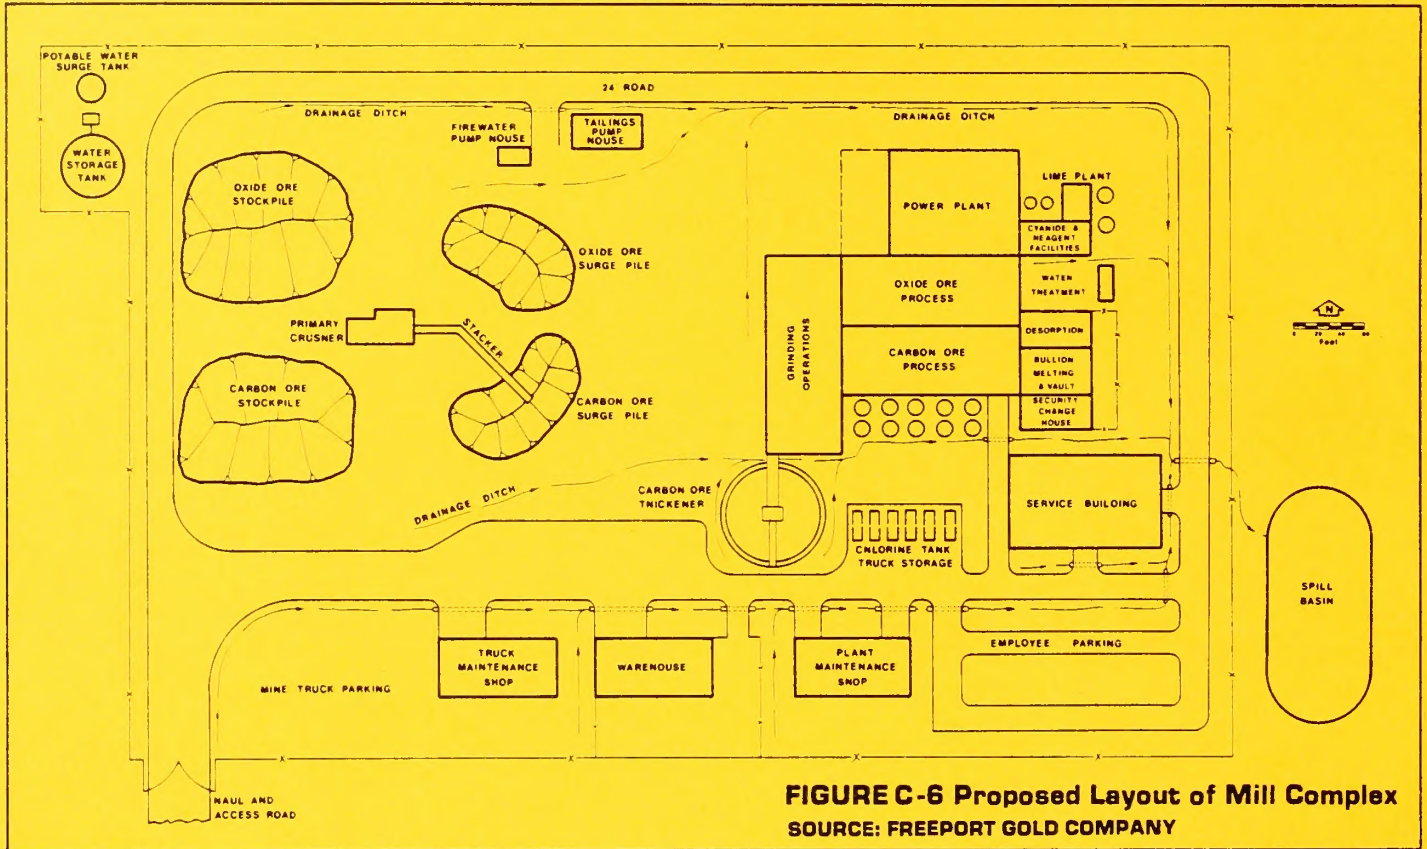 POTABLE WATER
SURGE TANK
WATER
STORAGE
TANK
24 ROAD
DRAINAGE DITCH
FIREWATER
PUMP HOUSE
TAILINGS
PUMP
HOUSE
DRAINAGE DITCH
OXIDE ORE
STOCKPILE
OXIDE ORE
SURGE PILE
POWER PLANT
LIME PLANT
CYANIDE &
REAGENT
FACILITIES
OXIDE ORE
PROCESS
WATER
TREATMENT
PRIMARY
CRUSHER
STACKER
GRINDING
OPERATIONS
CARBON ORE
PROCESS
DESORPTION
BULLION
MELTING
& VAULT
SECURITY
CHANGE
HOUSE
N
0 20 40 60
Feet
CARBON ORE
STOCKPILE
CARBON ORE
SURGE PILE
DRAINAGE DITCH
CARBON ORE
THICKENER
CHLORINE TANK
TRUCK STORAGE
SERVICE BUILDING
SPILL
BASIN
MINE TRUCK PARKING
TRUCK
MAINTENANCE
SHOP
WAREHOUSE
PLANT
MAINTENANCE
SHOP
EMPLOYEE PARKING
HAUL AND
ACCESS ROAD
FIGURE C-6 Proposed Layout of Mill Complex
SOURCE: FREEPORT GOLD COMPANY